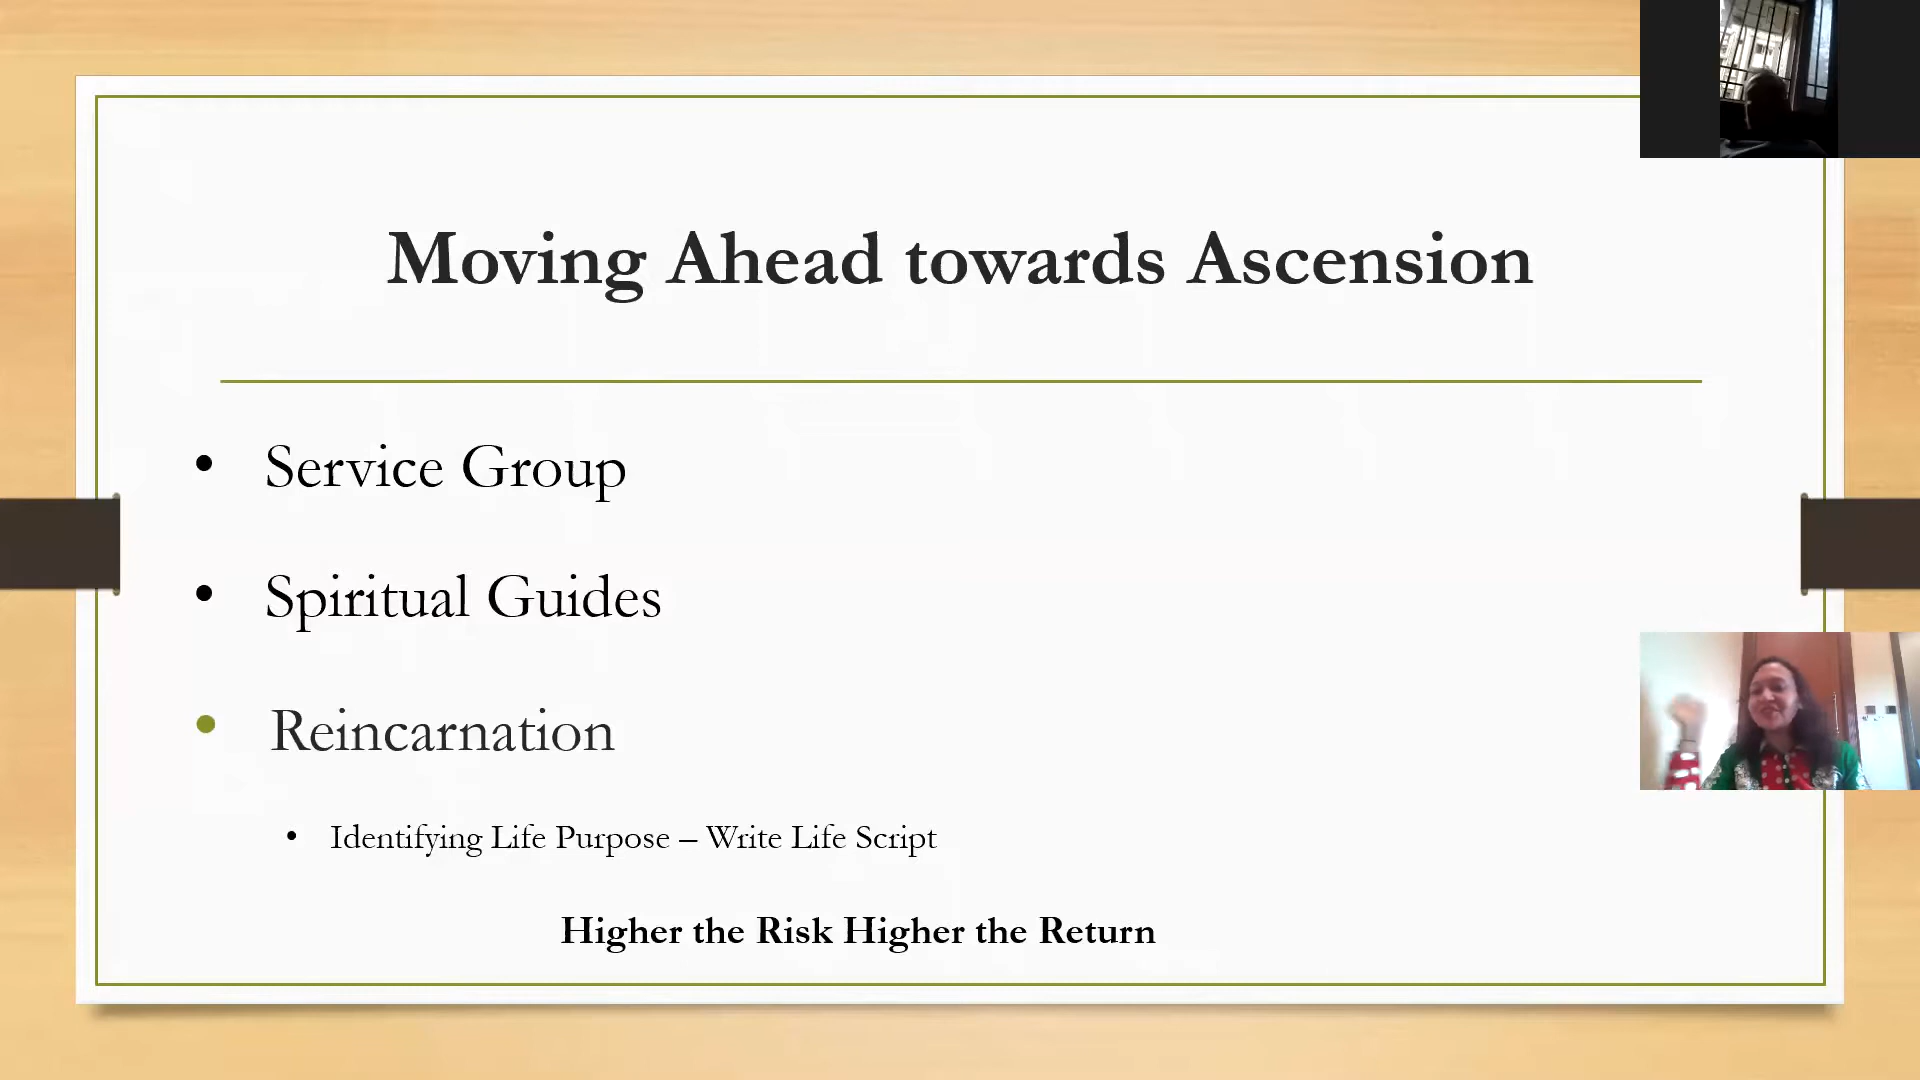 Moving Ahead towards Ascension
• Service Group
• Spiritual Guides
• Reincarnation
• Identifying Life Purpose – Write Life Script
Higher the Risk Higher the Return